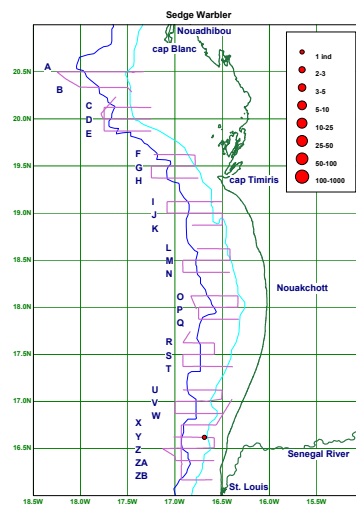 Sedge Warbler
Nouadhibou
cap Blanc
20.5N
20.0N
19.5N
19.0N
18.5N
18.0N
17.5N
17.0N
16.5N
A
B
C
D
E
F
G
H
I
J
K
L
M
N
O
P
Q
R
S
T
U
V
W
X
Y
Z
ZA
ZB
1 ind
2-3
3-5
5-10
10-25
25-50
50-100
100-1000
cap Timiris
Nouakchott
Senegal River
St. Louis
18.5W
18.0W
17.5W
17.0W
16.5W
16.0W
15.5W